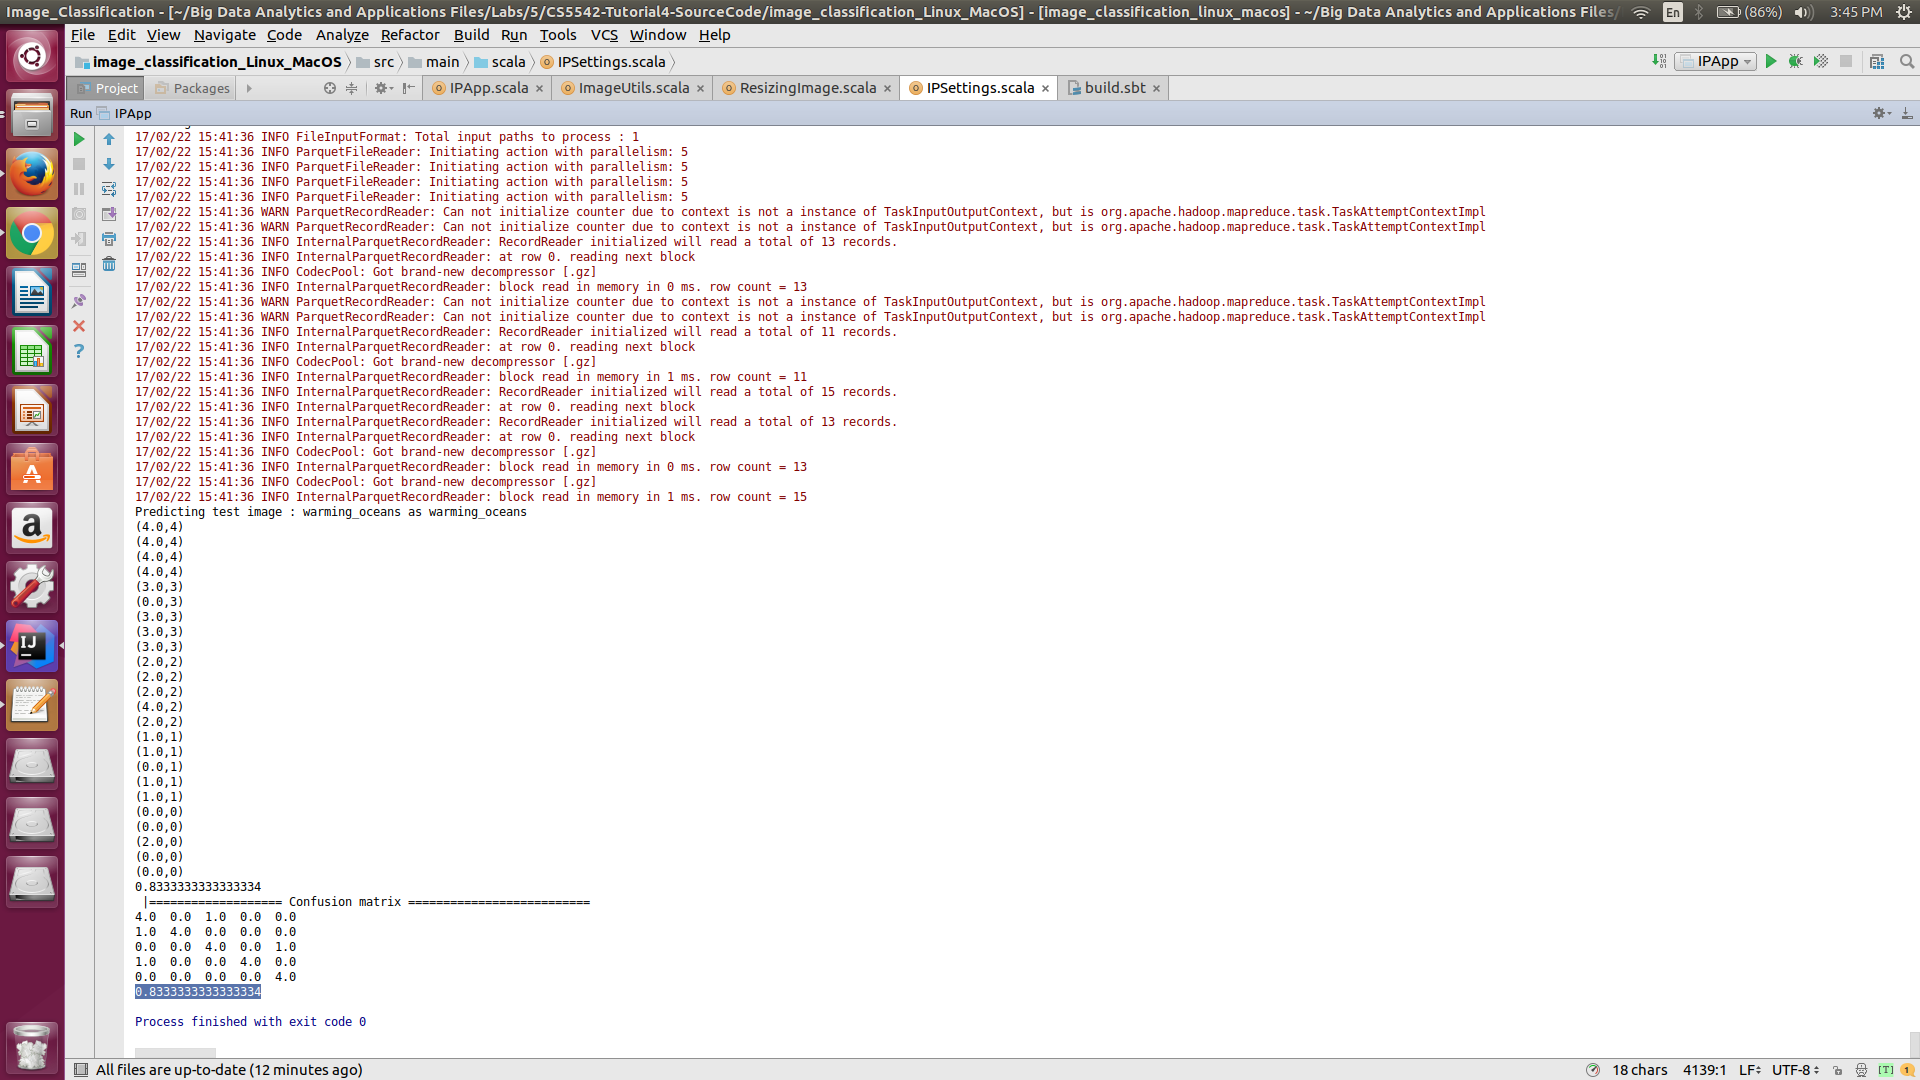 Image_Classification - [~/Big Data Analytics and Applications Files/Labs/5/CS5542-Tutorial4-SourceCode/image_classification_Linux_MacOS] - [image_classification_linux_macos] - ~/Big Data Analytics and Applications Files/
En
(86%)
3:45 PM
File Edit View Navigate Code Analyze Refactor Build Run Tools VCS Window Help
image_classification_Linux_MacOS src main scala IPSettings.scala
IPApp
Project Packages IPApp.scala ImageUtils.scala ResizingImage.scala IPSettings.scala build.sbt
Run IPApp
17/02/22 15:41:36 INFO FileInputFormat: Total input paths to process : 1
17/02/22 15:41:36 INFO ParquetFileReader: Initiating action with parallelism: 5
17/02/22 15:41:36 INFO ParquetFileReader: Initiating action with parallelism: 5
17/02/22 15:41:36 INFO ParquetFileReader: Initiating action with parallelism: 5
17/02/22 15:41:36 INFO ParquetFileReader: Initiating action with parallelism: 5
17/02/22 15:41:36 WARN ParquetRecordReader: Can not initialize counter due to context is not a instance of TaskInputOutputContext, but is org.apache.hadoop.mapreduce.task.TaskAttemptContextImpl
17/02/22 15:41:36 WARN ParquetRecordReader: Can not initialize counter due to context is not a instance of TaskInputOutputContext, but is org.apache.hadoop.mapreduce.task.TaskAttemptContextImpl
17/02/22 15:41:36 INFO InternalParquetRecordReader: RecordReader initialized will read a total of 13 records.
17/02/22 15:41:36 INFO InternalParquetRecordReader: at row 0. reading next block
17/02/22 15:41:36 INFO CodecPool: Got brand-new decompressor [.gz]
17/02/22 15:41:36 INFO InternalParquetRecordReader: block read in memory in 0 ms. row count = 13
17/02/22 15:41:36 WARN ParquetRecordReader: Can not initialize counter due to context is not a instance of TaskInputOutputContext, but is org.apache.hadoop.mapreduce.task.TaskAttemptContextImpl
17/02/22 15:41:36 WARN ParquetRecordReader: Can not initialize counter due to context is not a instance of TaskInputOutputContext, but is org.apache.hadoop.mapreduce.task.TaskAttemptContextImpl
17/02/22 15:41:36 INFO InternalParquetRecordReader: RecordReader initialized will read a total of 11 records.
17/02/22 15:41:36 INFO InternalParquetRecordReader: at row 0. reading next block
17/02/22 15:41:36 INFO CodecPool: Got brand-new decompressor [.gz]
17/02/22 15:41:36 INFO InternalParquetRecordReader: block read in memory in 1 ms. row count = 11
17/02/22 15:41:36 INFO InternalParquetRecordReader: RecordReader initialized will read a total of 15 records.
17/02/22 15:41:36 INFO InternalParquetRecordReader: at row 0. reading next block
17/02/22 15:41:36 INFO InternalParquetRecordReader: RecordReader initialized will read a total of 13 records.
17/02/22 15:41:36 INFO InternalParquetRecordReader: at row 0. reading next block
17/02/22 15:41:36 INFO CodecPool: Got brand-new decompressor [.gz]
17/02/22 15:41:36 INFO InternalParquetRecordReader: block read in memory in 0 ms. row count = 13
17/02/22 15:41:36 INFO CodecPool: Got brand-new decompressor [.gz]
17/02/22 15:41:36 INFO InternalParquetRecordReader: block read in memory in 1 ms. row count = 15
Predicting test image : warming_oceans as warming_oceans
(4.0,4)
(4.0,4)
(4.0,4)
(4.0,4)
(3.0,3)
(0.0,3)
(3.0,3)
(3.0,3)
(3.0,3)
(2.0,2)
(2.0,2)
(2.0,2)
(4.0,2)
(2.0,2)
(1.0,1)
(1.0,1)
(0.0,1)
(1.0,1)
(1.0,1)
(0.0,0)
(0.0,0)
(2.0,0)
(0.0,0)
(0.0,0)
0.8333333333333334
|=================== Confusion matrix ==========================
4.0 0.0 1.0 0.0 0.0
1.0 4.0 0.0 0.0 0.0
0.0 0.0 4.0 0.0 1.0
1.0 0.0 0.0 4.0 0.0
0.0 0.0 0.0 0.0 4.0
0.8333333333333334
Process finished with exit code 0
All files are up-to-date (12 minutes ago)
18 chars 4139:1 LF UTF-8 [T] 1